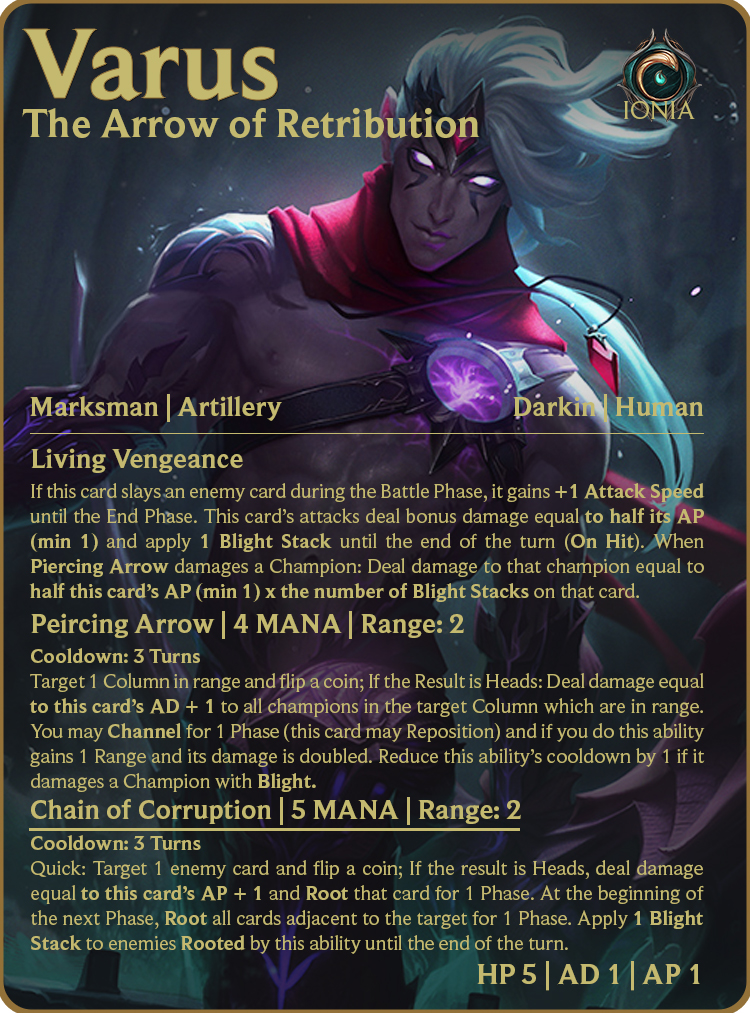 Varus
The Arrow of Retribution
IONIA
Marksman | Artillery
Darkin | Human
Living Vengeance
If this card slays an enemy card during the Battle Phase, it gains +1 Attack Speed
until the End Phase. This card's attacks deal bonus damage equal to half its AP
(min 1) and apply 1 Blight Stack until the end of the turn (On Hit). When
Piercing Arrow damages a Champion: Deal damage to that champion equal to
half this card's AP (min 1) x the number of Blight Stacks on that card.
Peircing Arrow | 4 MANA | Range: 2
Cooldown: 3 Turns
Target 1 Column in range and flip a coin; If the Result is Heads: Deal damage equal
to this card's AD + 1 to all champions in the target Column which are in range.
You may Channel for 1 Phase (this card may Reposition) and if you do this ability
gains 1 Range and its damage is doubled. Reduce this ability's cooldown by 1 if it
damages a Champion with Blight.
Chain of Corruption | 5 MANA | Range: 2
Cooldown: 3 Turns
Quick: Target 1 enemy card and flip a coin; If the result is Heads, deal damage
equal to this card's AP + 1 and Root that card for 1 Phase. At the beginning of
the next Phase, Root all cards adjacent to the target for 1 Phase. Apply 1 Blight
Stack to enemies Rooted by this ability until the end of the turn.
HP 5 | AD 1 | AP 1